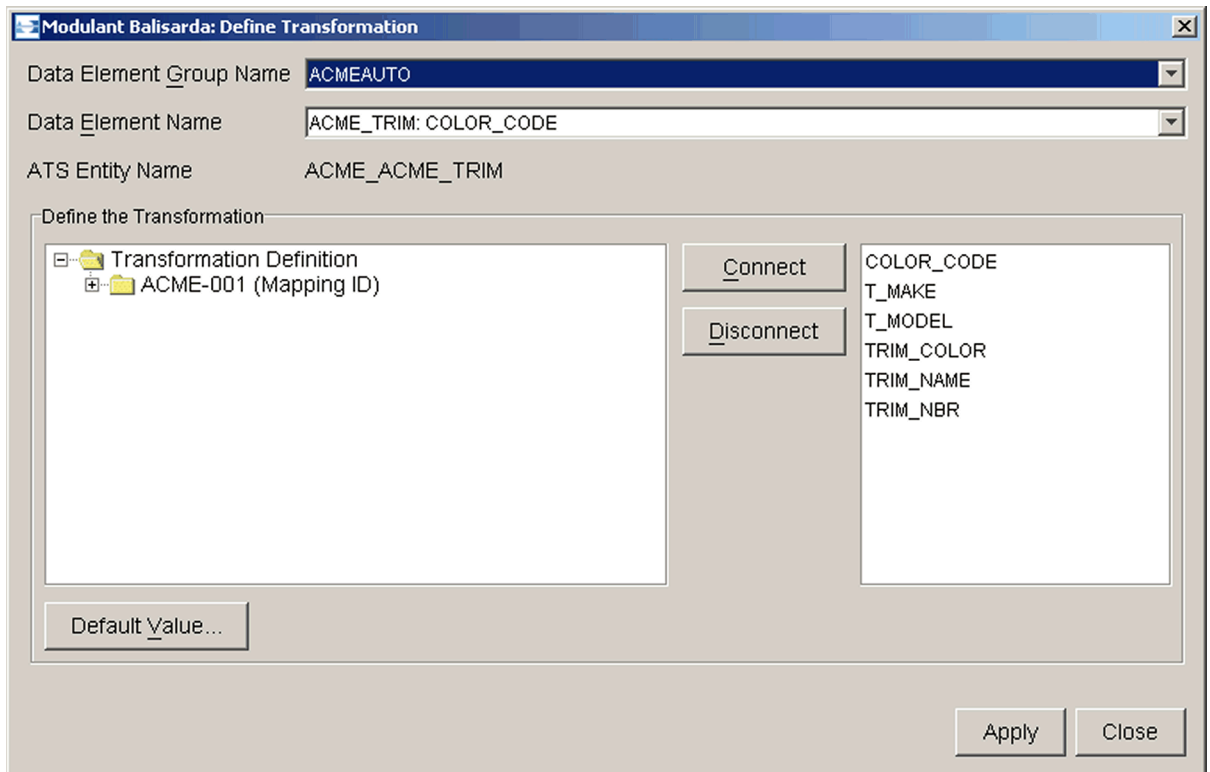 Modulant Balisarda: Define Transformation
Data Element Group Name ACMEAUTO
Data Element Name ACME_TRIM: COLOR_CODE
ATS Entity Name ACME_ACME_TRIM
Define the Transformation
Transformation Definition
ACME-001 (Mapping ID)
Connect
Disconnect
COLOR_CODE
T_MAKE
T_MODEL
TRIM_COLOR
TRIM_NAME
TRIM_NBR
Default Value...
Apply Close